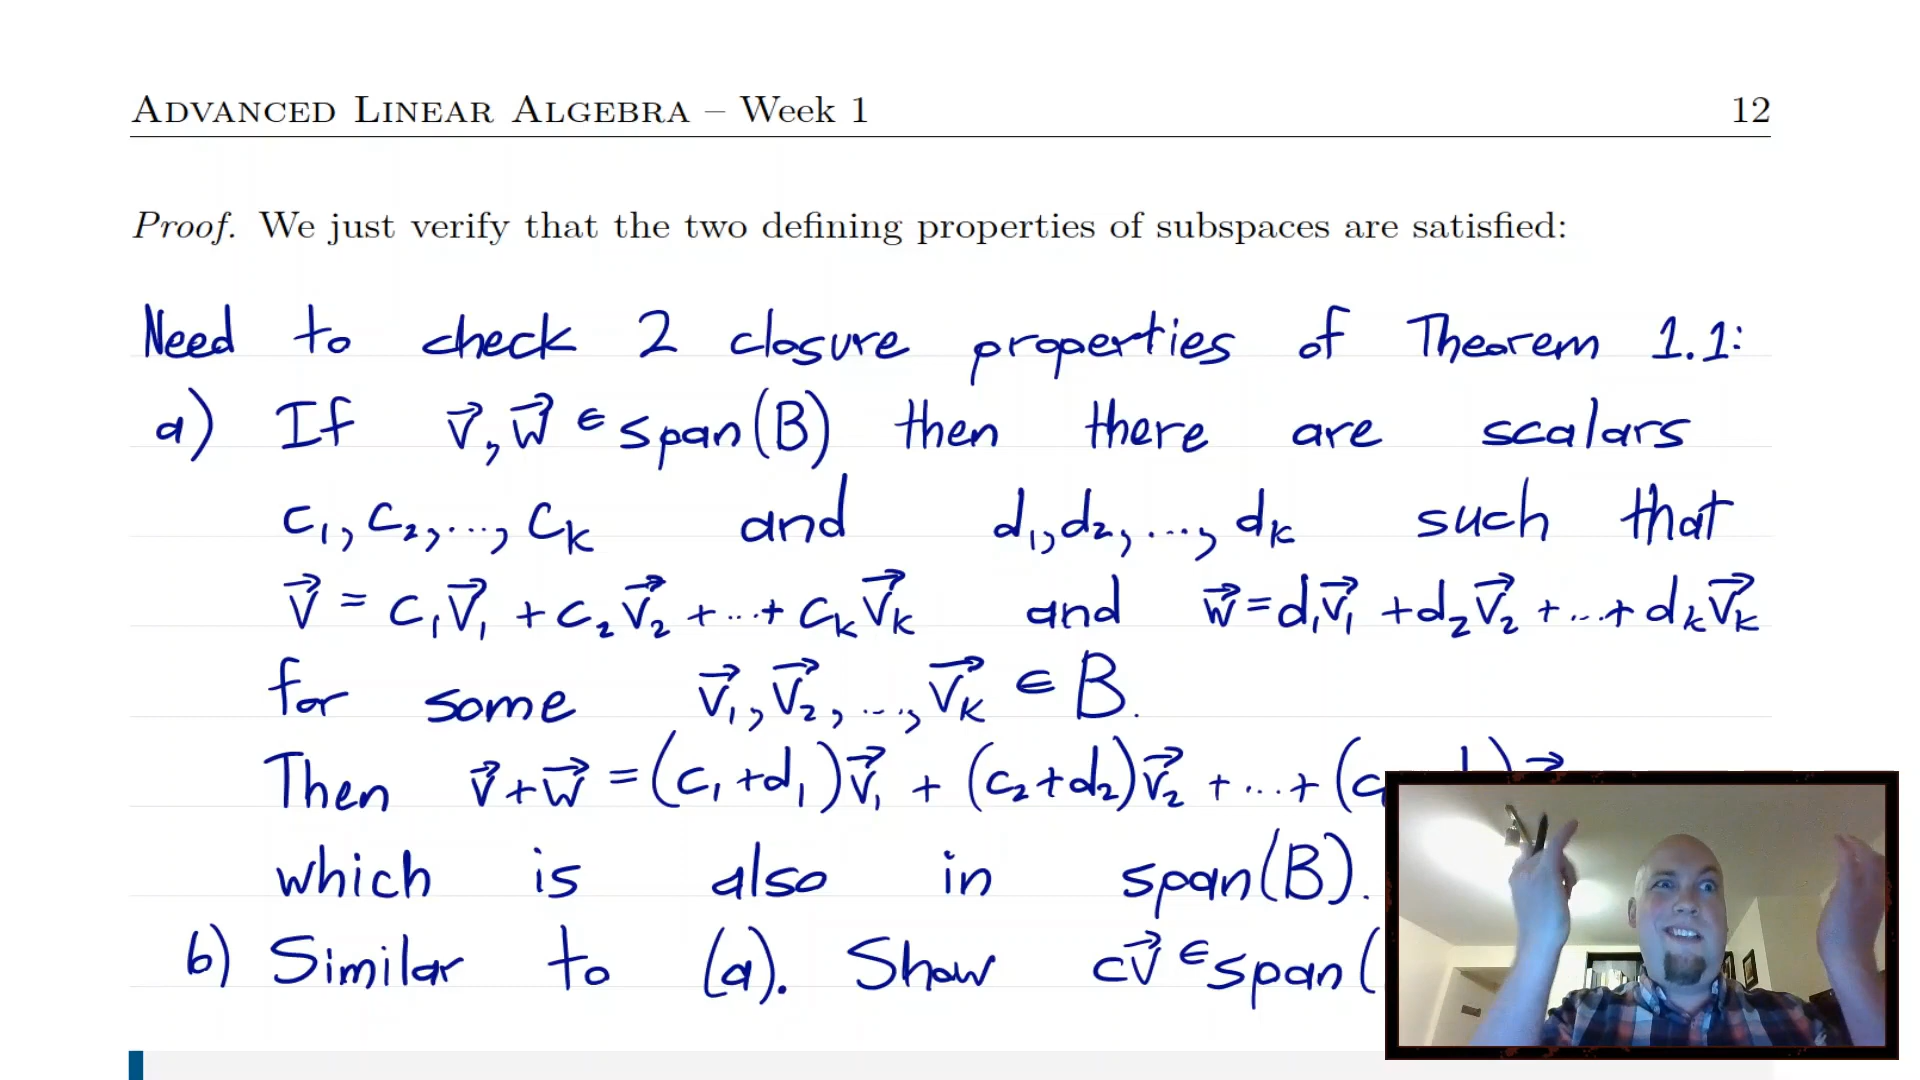 ADVANCED LINEAR ALGEBRA – Week 1 12
Proof. We just verify that the two defining properties of subspaces are satisfied:
Need to check 2 closure properties of Theorem 1.1:
a) If v⃗, w⃗ ∈ span(B) then there are scalars
c₁, c₂, ..., cₖ and d₁, d₂, ..., dₖ such that
v⃗ = c₁v⃗₁ + c₂v⃗₂ + ... + cₖv⃗ₖ and w⃗ = d₁v⃗₁ + d₂v⃗₂ + ... + dₖv⃗ₖ
for some v⃗₁, v⃗₂, ..., v⃗ₖ ∈ B.
Then v⃗ + w⃗ = (c₁ + d₁)v⃗₁ + (c₂ + d₂)v⃗₂ + ... + (c
which is also in span(B).
b) Similar to (a). Show cv⃗ ∈ span(